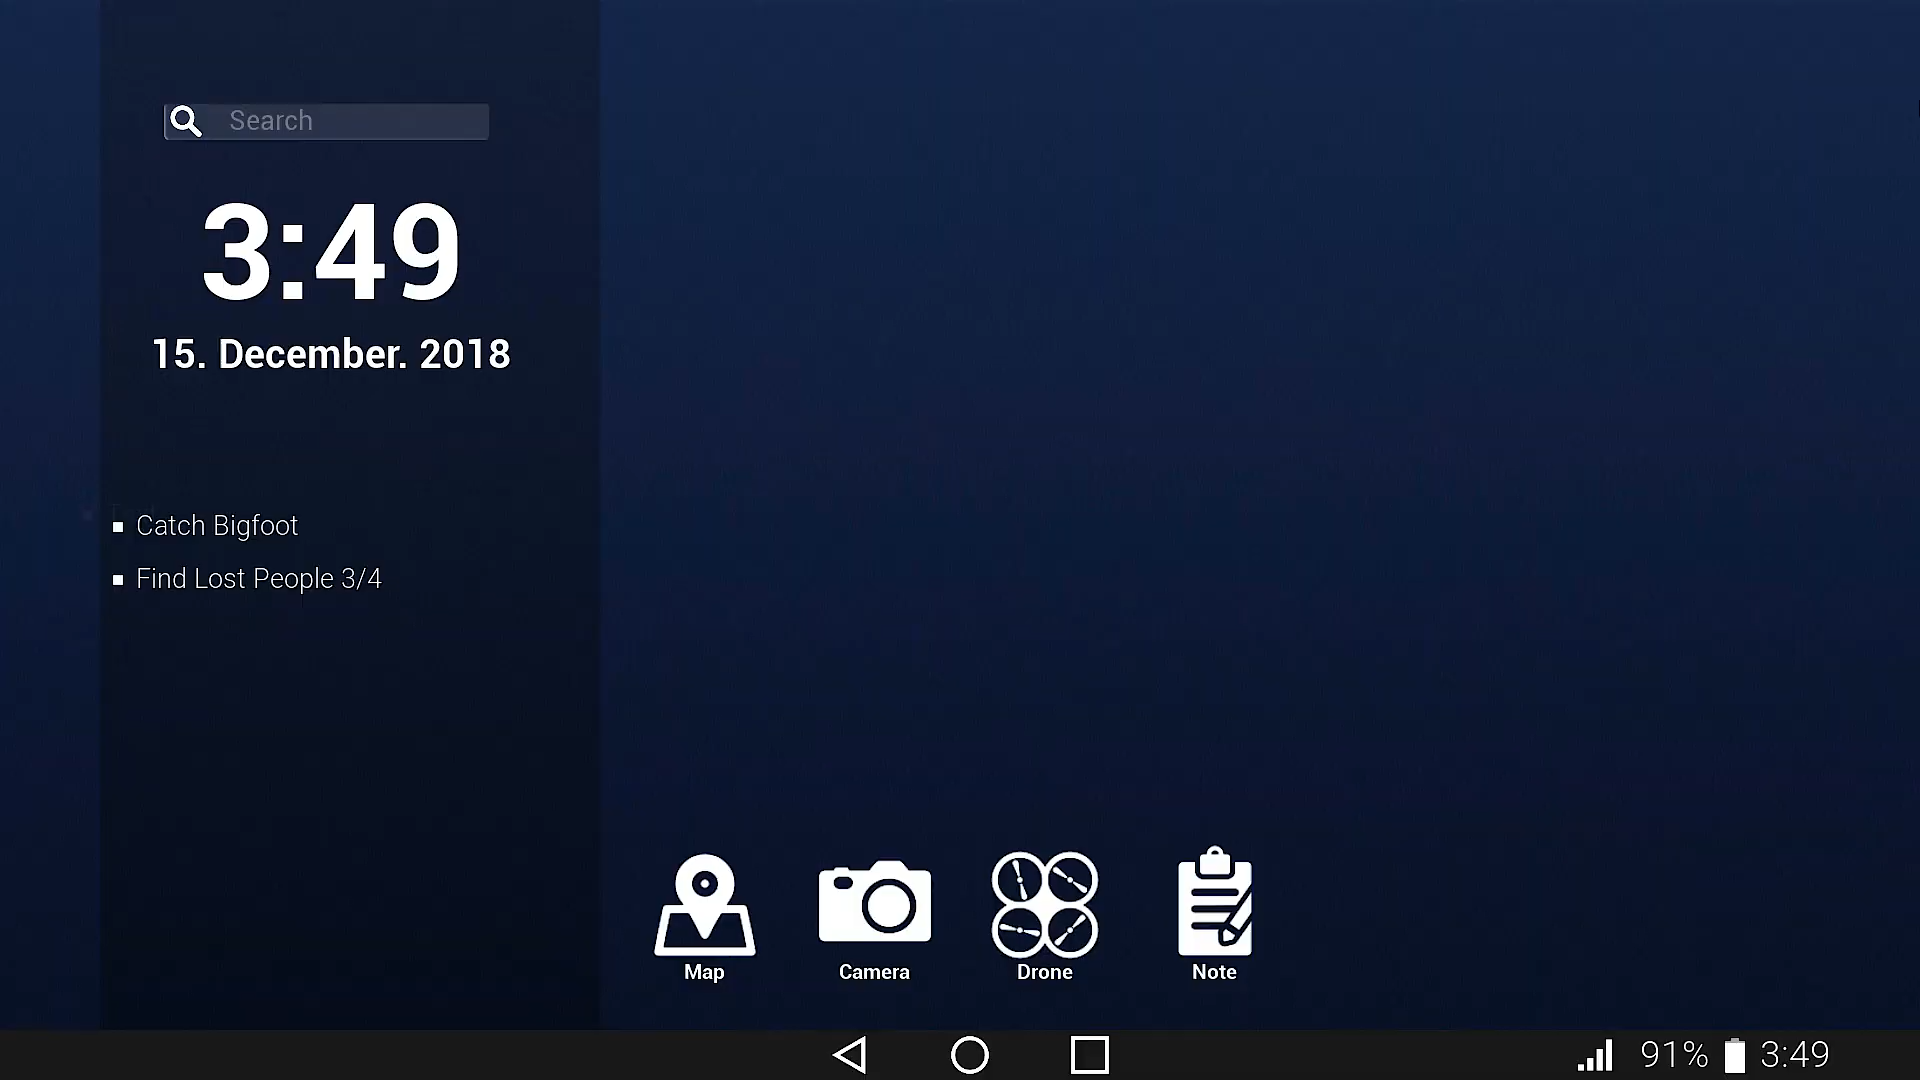 Search
3:49
15. December. 2018
Catch Bigfoot
Find Lost People 3/4
Map
Camera
Drone
Note
91%
3:49